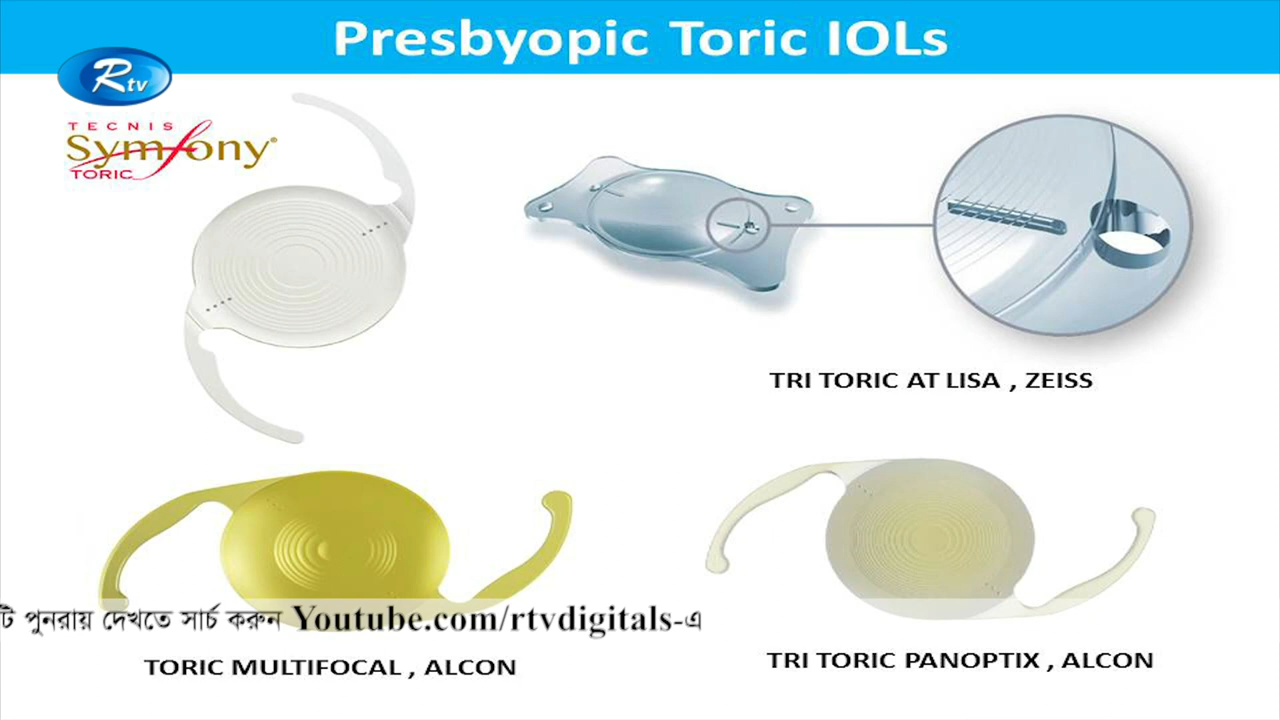 Presbyopic Toric IOLs
Rtv
TECNIS
Symfony®
TORIC
TRI TORIC AT LISA , ZEISS
টি পুনরায় দেখতে সার্চ করুন Youtube.com/rtvdigitals-এ
TORIC MULTIFOCAL , ALCON
TRI TORIC PANOPTIX , ALCON